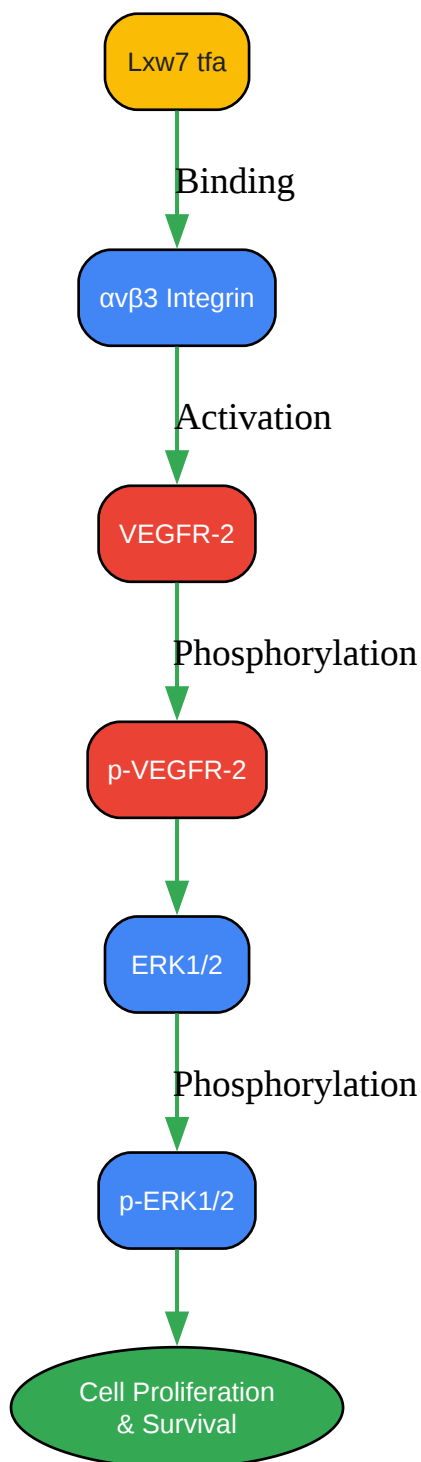 Lxw7 tfa
Binding
αvβ3 Integrin
Activation
VEGFR-2
Phosphorylation
p-VEGFR-2
ERK1/2
Phosphorylation
p-ERK1/2
Cell Proliferation
& Survival